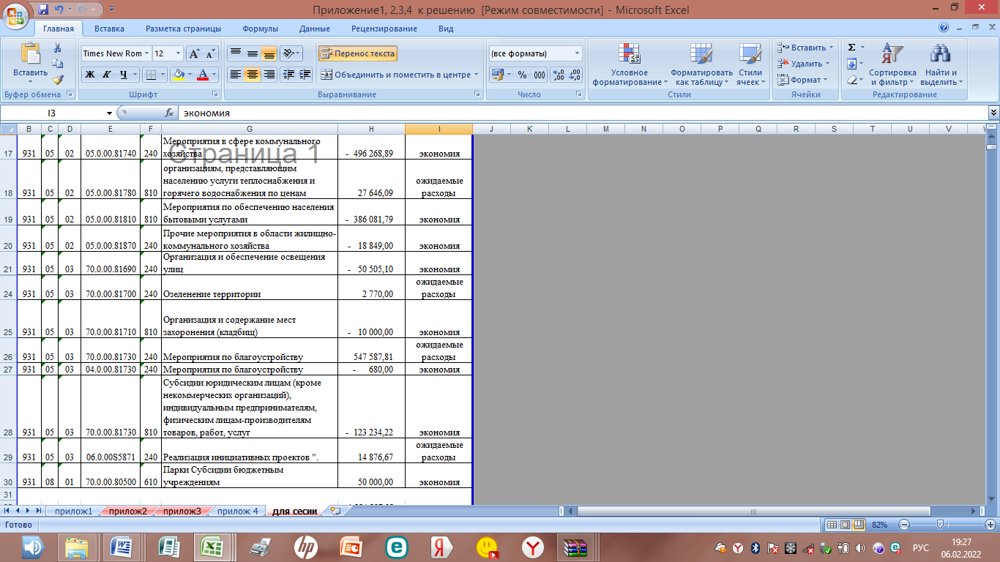 Приложение1, 2,3,4 к решению [Режим совместимости] - Microsoft Excel
Главная Вставка Разметка страницы Формулы Данные Рецензирование Вид
Вставить
Буфер обмена
Times New Rom 12
Ж К Ч
Шрифт
Перенос текста
Объединить и поместить в центре
Выравнивание
(все форматы)
% 000
Число
Условное форматирование
Форматировать как таблицу
Стили ячеек
Стили
Вставить
Удалить
Формат
Ячейки
Σ
Сортировка и фильтр
Найти и выделить
Редактирование
I3 fx экономия
B C D E F G H I J K L M N O P Q R S T U V
Страница 1
17 931 05 02 05.0.00.81740 240 Мероприятия в сфере коммунального хозяйства - 496 268,89 экономия
18 931 05 02 05.0.00.81780 810 организациям, представляющим населению услуги теплоснабжения и горячего водоснабжения по ценам 27 646,09 ожидаемые расходы
19 931 05 02 05.0.00.81810 810 Мероприятия по обеспечению населения бытовыми услугами - 386 081,79 экономия
20 931 05 02 05.0.00.81870 240 Прочие мероприятия в области жилищно-коммунального хозяйства - 18 849,00 экономия
21 931 05 03 70.0.00.81690 240 Организация и обеспечение освещения улиц - 50 505,10 экономия
24 931 05 03 70.0.00.81700 240 Озеленение территории 2 770,00 ожидаемые расходы
25 931 05 03 70.0.00.81710 810 Организация и содержание мест захоронения (кладбищ) - 10 000,00 экономия
26 931 05 03 70.0.00.81730 240 Мероприятия по благоустройству 547 587,81 ожидаемые расходы
27 931 05 03 04.0.00.81730 240 Мероприятия по благоустройству - 680,00 экономия
28 931 05 03 70.0.00.81730 810 Субсидии юридическим лицам (кроме некоммерческих организаций), индивидуальным предпринимателям, физическим лицам-производителям товаров, работ, услуг - 123 234,22 экономия
29 931 05 03 06.0.00S5871 240 Реализация инициативных проектов ". 14 876,67 ожидаемые расходы
30 931 08 01 70.0.00.80500 610 Парки Субсидии бюджетным учреждениям 50 000,00 экономия
31
прилож1 прилож2 прилож3 прилож 4 для сесии
Готово 82%
РУС 19:27
06.02.2022